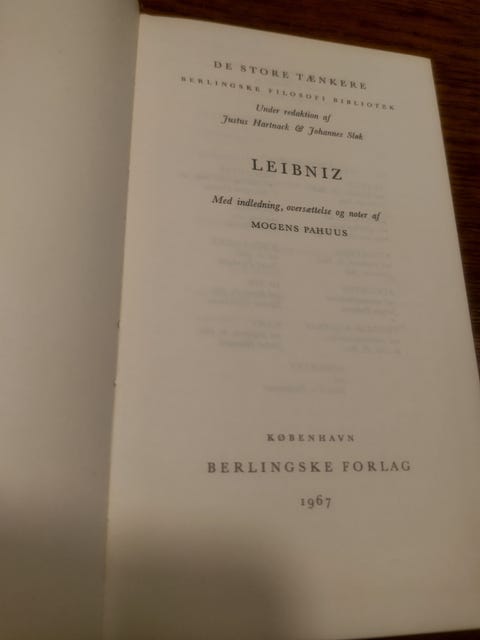 DE STORE TÆNKERE
BERLINGSKE FILOSOFI BIBLIOTEK
Under redaktion af
Justus Hartnack & Johannes Sløk
LEIBNIZ
Med indledning, oversættelse og noter af
MOGENS PAHUUS
KØBENHAVN
BERLINGSKE FORLAG
1967